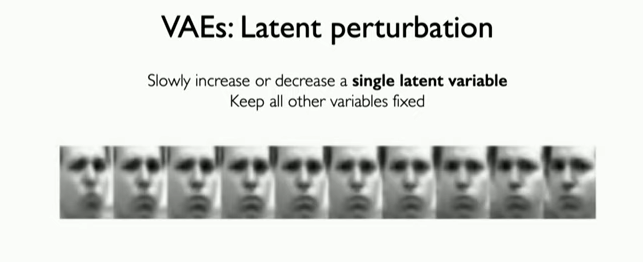 VAEs: Latent perturbation
Slowly increase or decrease a single latent variable
Keep all other variables fixed